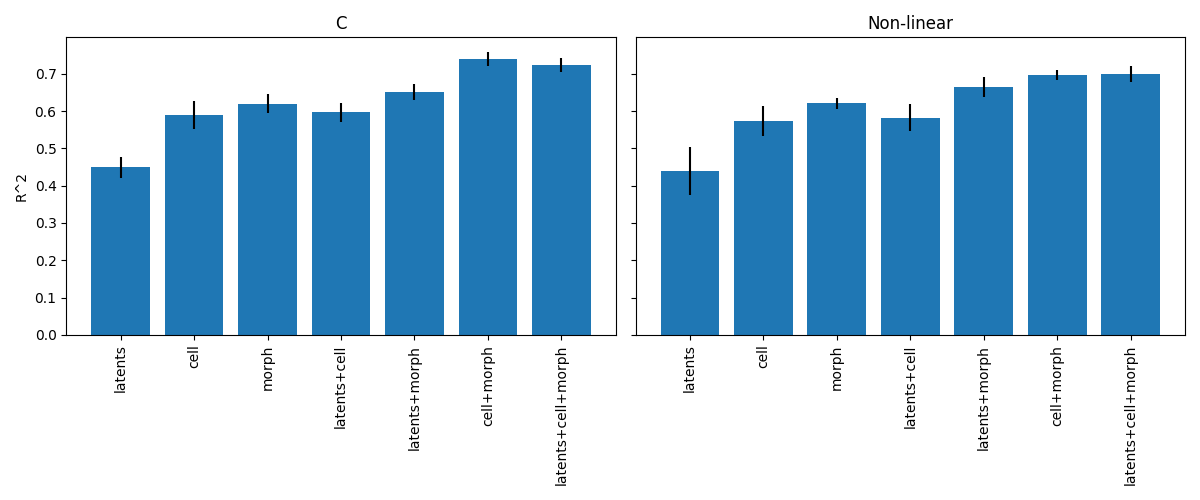 C
Non-linear
R^2
0.7
0.6
0.5
0.4
0.3
0.2
0.1
0.0
latents
cell
morph
latents+cell
latents+morph
cell+morph
latents+cell+morph
latents
cell
morph
latents+cell
latents+morph
cell+morph
latents+cell+morph